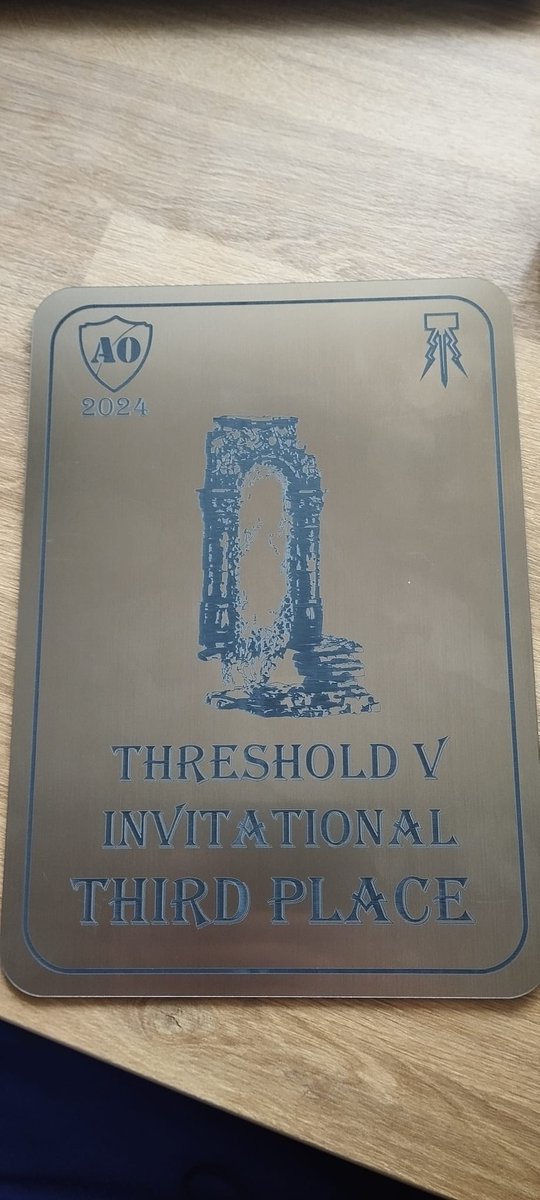 AO
2024
THRESHOLD V
INVITATIONAL
THIRD PLACE